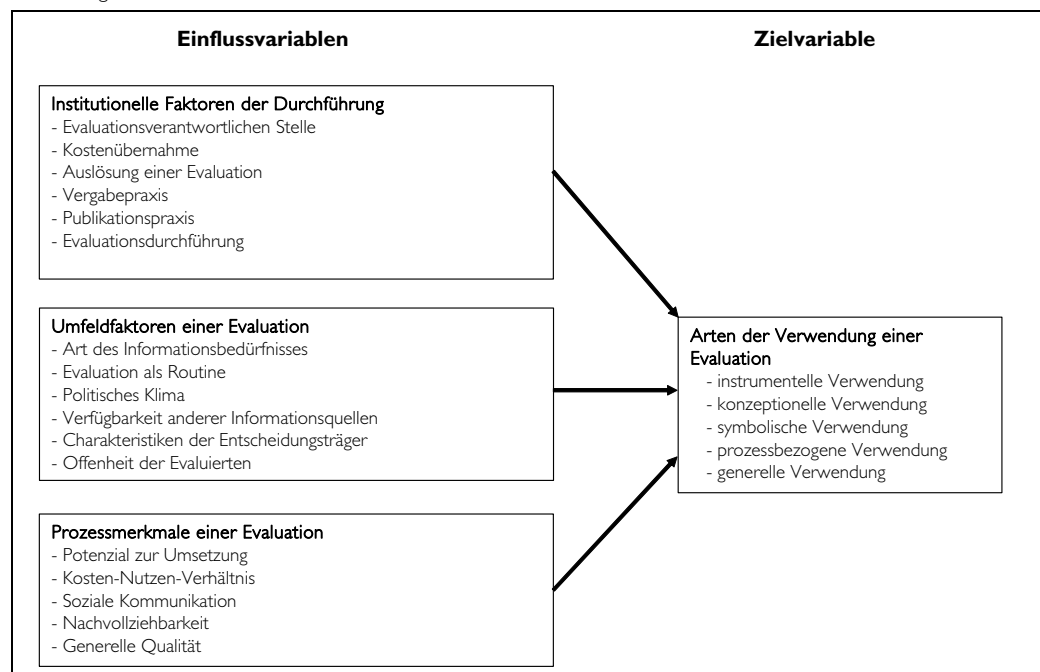 Einflussvariablen
Zielvariable
Institutionelle Faktoren der Durchführung
- Evaluationsverantwortlichen Stelle
- Kostenübernahme
- Auslösung einer Evaluation
- Vergabepraxis
- Publikationspraxis
- Evaluationsdurchführung
Umfeldfaktoren einer Evaluation
- Art des Informationsbedürfnisses
- Evaluation als Routine
- Politisches Klima
- Verfügbarkeit anderer Informationsquellen
- Charakteristiken der Entscheidungsträger
- Offenheit der Evaluierten
Prozessmerkmale einer Evaluation
- Potenzial zur Umsetzung
- Kosten-Nutzen-Verhältnis
- Soziale Kommunikation
- Nachvollziehbarkeit
- Generelle Qualität
Arten der Verwendung einer
Evaluation
- instrumentelle Verwendung
- konzeptionelle Verwendung
- symbolische Verwendung
- prozessbezogene Verwendung
- generelle Verwendung